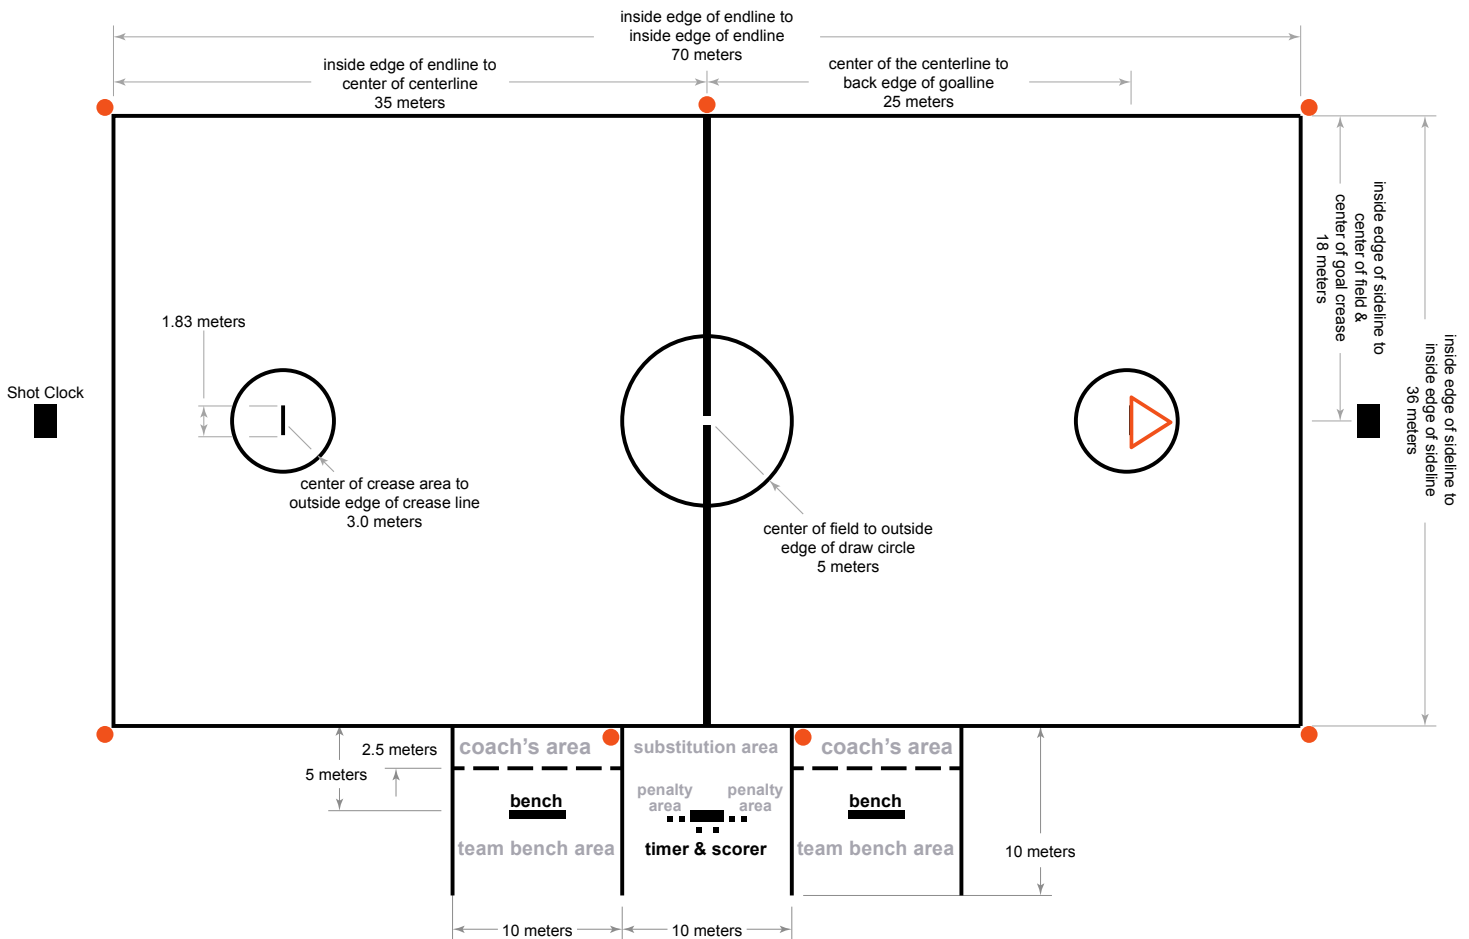 inside edge of endline to
inside edge of endline
70 meters
inside edge of endline to
center of centerline
35 meters
center of the centerline to
back edge of goalline
25 meters
inside edge of sideline to
center of field &
center of goal crease
18 meters
inside edge of sideline to
inside edge of sideline
36 meters
1.83 meters
Shot Clock
center of crease area to
outside edge of crease line
3.0 meters
center of field to outside
edge of draw circle
5 meters
2.5 meters
5 meters
coach's area
substitution area
coach's area
bench
penalty
area
penalty
area
bench
team bench area
timer & scorer
team bench area
10 meters
10 meters
10 meters